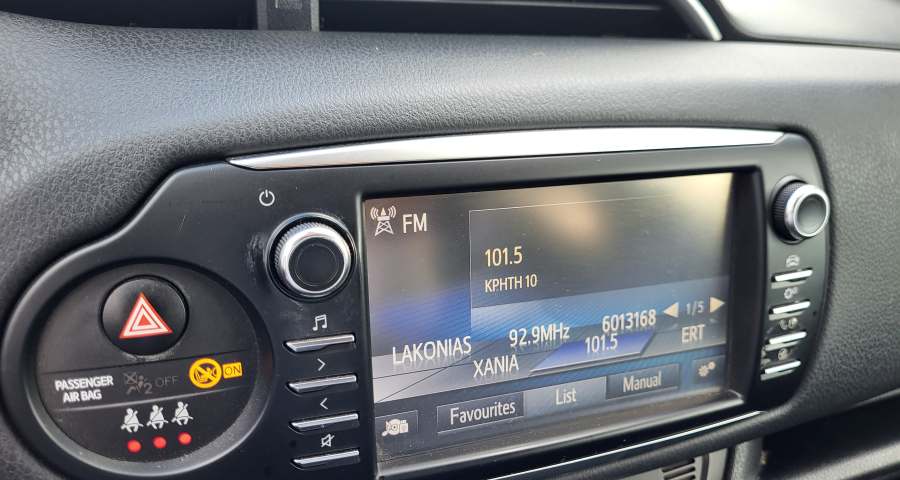 FM
101.5
ΚΡΗΤΗ 10
1/5
LAKONIAS
92.9MHz
6013168
XANIA
101.5
ERT
Favourites
List
Manual
PASSENGER
AIR BAG
2 OFF
ON